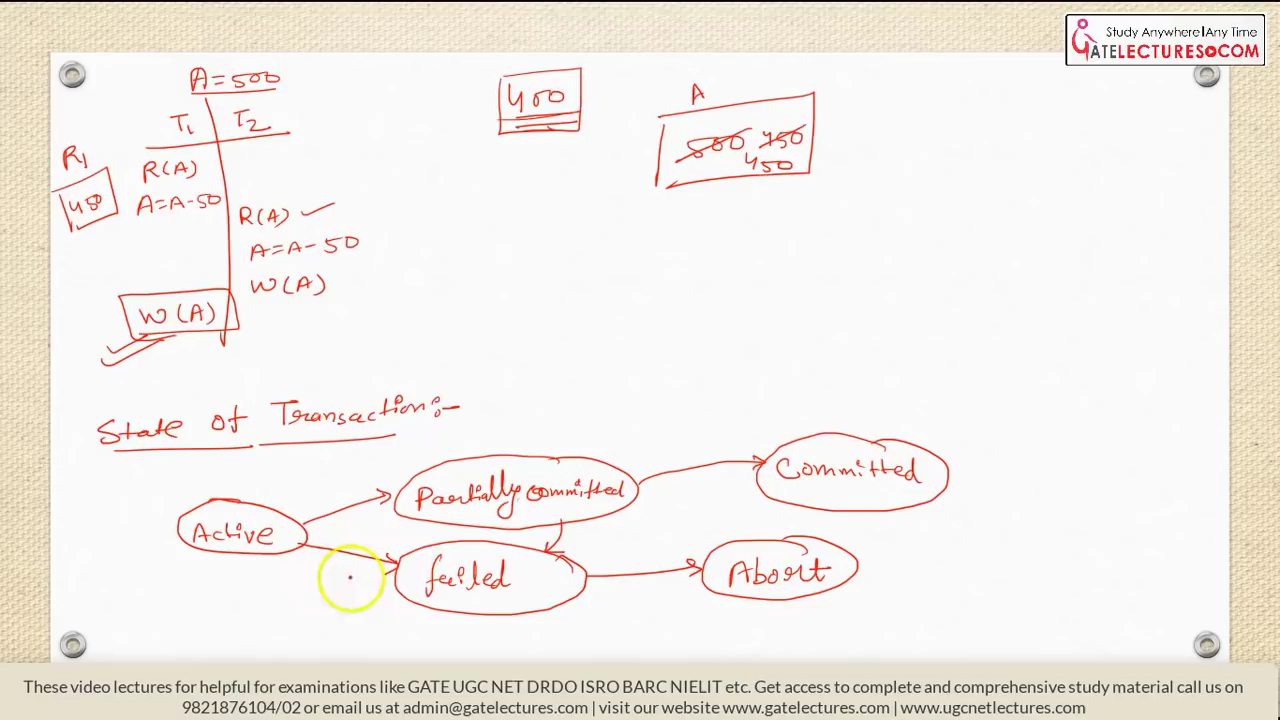 Study Anywhere Any Time
GATELECTURES.COM
A=500
T1 T2
R1
450
R(A)
A=A-50
R(A)
A=A-50
W(A)
W(A)
400
A
500 450
450
State of Transaction:-
Active
Partially committed
Committed
failed
Abort
These video lectures for helpful for examinations like GATE UGC NET DRDO ISRO BARC NIELIT etc. Get access to complete and comprehensive study material call us on
9821876104/02 or email us at admin@gatelectures.com | visit our website www.gatelectures.com | www.ugcnetlectures.com